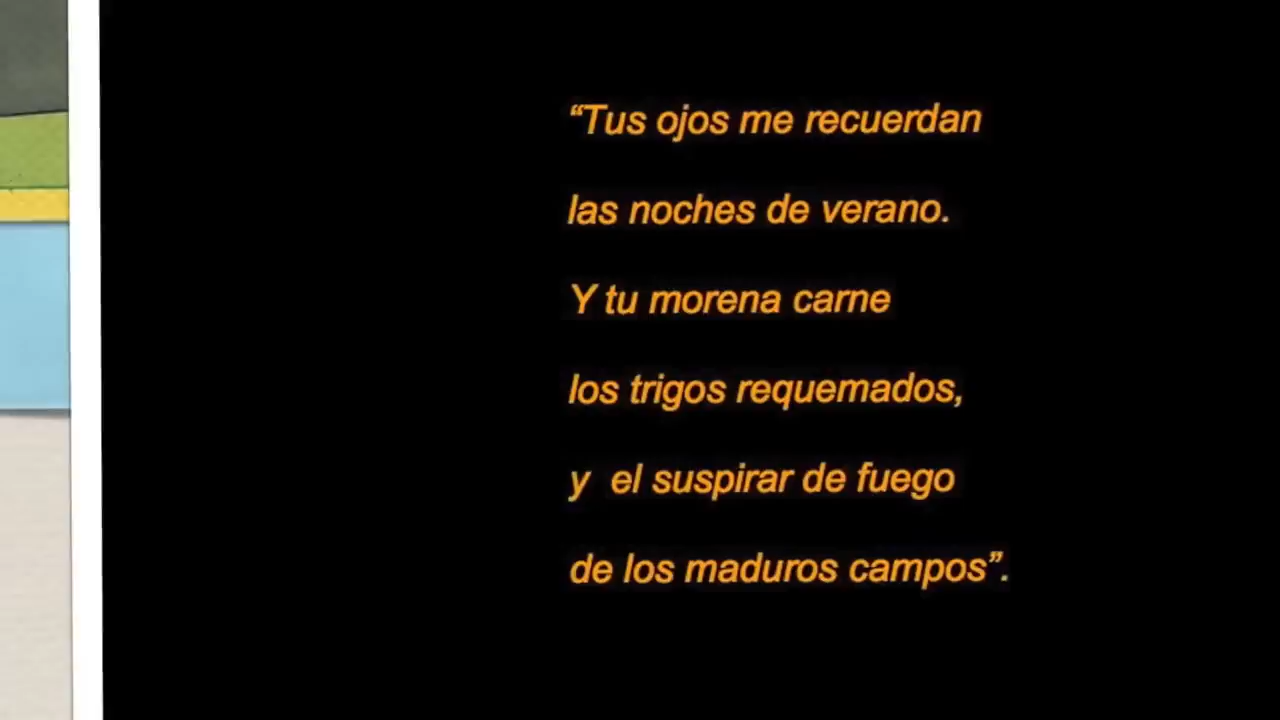 “Tus ojos me recuerdan
las noches de verano.
Y tu morena carne
los trigos requemados,
y  el suspirar de fuego
de los maduros campos”.